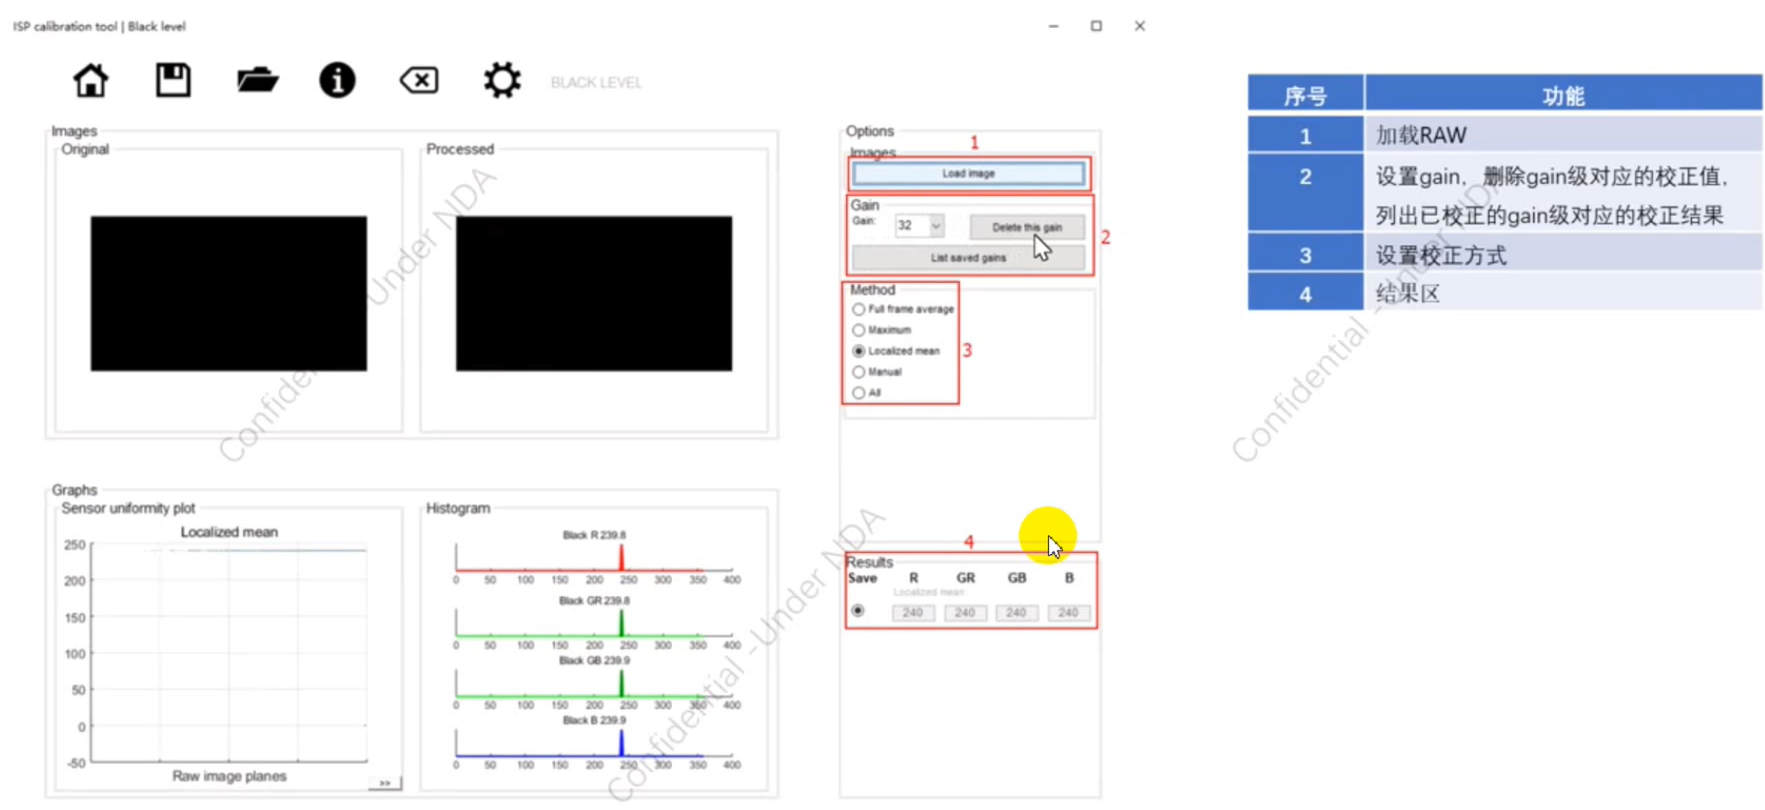 ISP calibration tool | Black level
BLACK LEVEL
Images
Original
Processed
Options
Images
1
Load image
Gain
Gain:
32
Delete this gain
List saved gains
2
Method
Full frame average
Maximum
Localized mean
Manual
All
3
Graphs
Sensor uniformity plot
Localized mean
250
200
150
100
50
0
-50
Raw image planes
>>
Histogram
Black R 239.8
0 50 100 150 200 250 300 350 400
Black GR 239.8
0 50 100 150 200 250 300 350 400
Black GB 239.9
0 50 100 150 200 250 300 350 400
Black B 239.9
0 50 100 150 200 250 300 350 400
4
Results
Save R GR GB B
Localized mean
240 240 240 240
序号 功能
1 加载RAW
2 设置gain，删除gain级对应的校正值，
列出已校正的gain级对应的校正结果
3 设置校正方式
4 结果区
Confidential - Under NDA
Confidential - Under NDA
Confidential - Under NDA